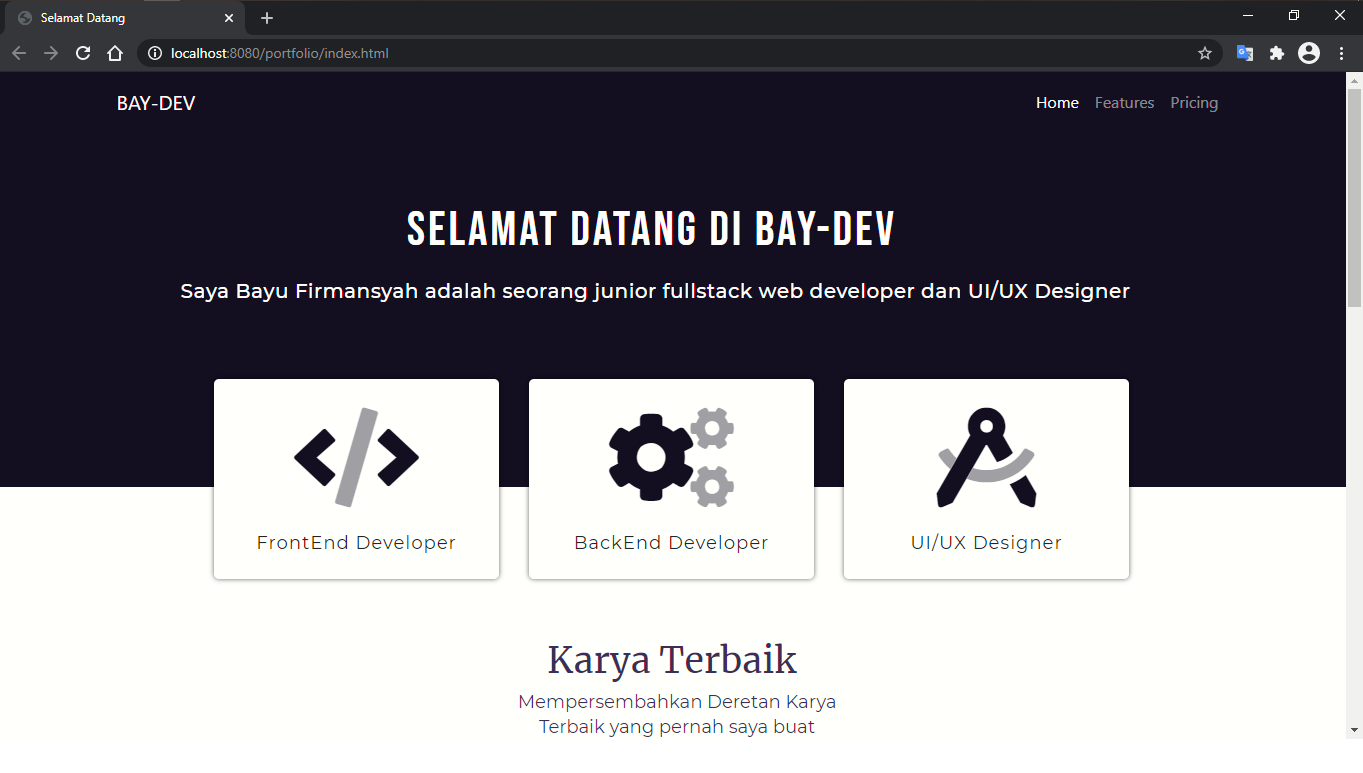 Selamat Datang
localhost:8080/portfolio/index.html
BAY-DEV
Home Features Pricing
SELAMAT DATANG DI BAY-DEV
Saya Bayu Firmansyah adalah seorang junior fullstack web developer dan UI/UX Designer
FrontEnd Developer
BackEnd Developer
UI/UX Designer
Karya Terbaik
Mempersembahkan Deretan Karya
Terbaik yang pernah saya buat